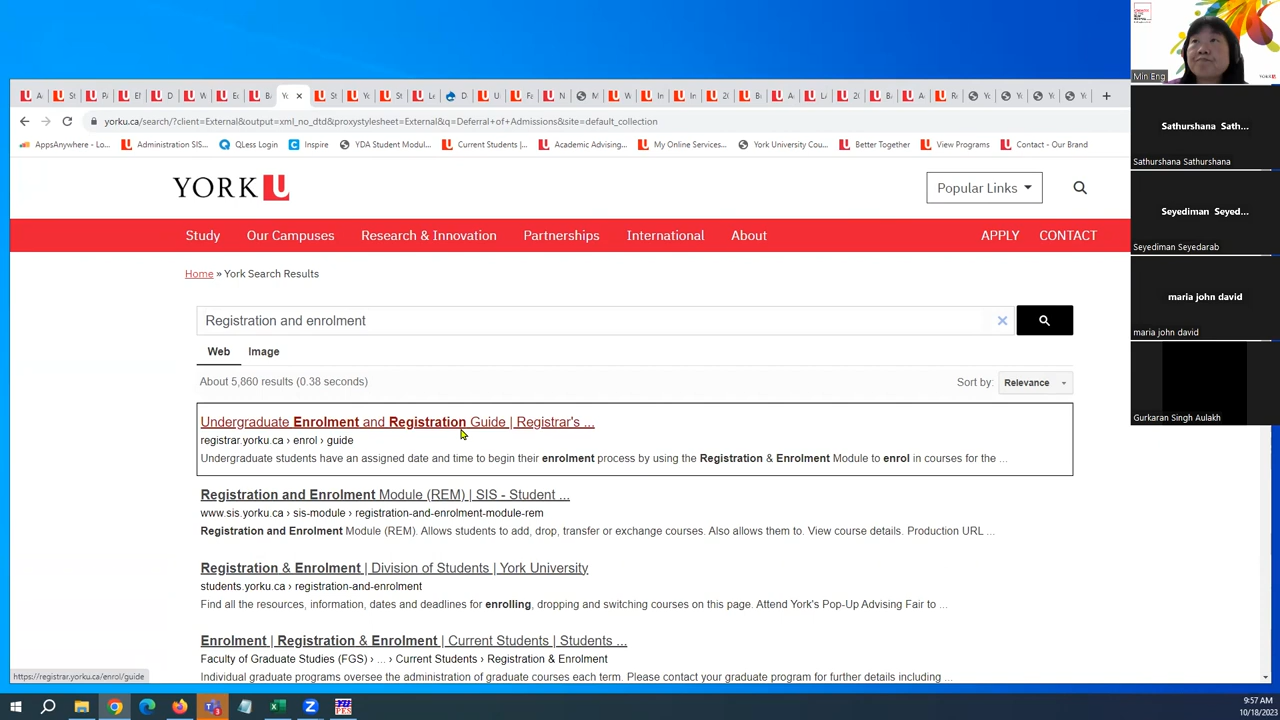 yorku.ca/search/?client=External&output=xml_no_dtd&proxystylesheet=External&q=Deferral+of+Admissions&site=default_collection
AppsAnywhere - Lo... Administration SIS... QLess Login Inspire YDA Student Modul... Current Students |... Academic Advising... My Online Services... York University Cou... Better Together View Programs Contact - Our Brand
YORK U
Popular Links
Study Our Campuses Research & Innovation Partnerships International About APPLY CONTACT
Home » York Search Results
Registration and enrolment
Web Image
About 5,860 results (0.38 seconds)
Sort by: Relevance
Undergraduate Enrolment and Registration Guide | Registrar's ...
registrar.yorku.ca › enrol › guide
Undergraduate students have an assigned date and time to begin their enrolment process by using the Registration & Enrolment Module to enrol in courses for the ...
Registration and Enrolment Module (REM) | SIS - Student ...
www.sis.yorku.ca › sis-module › registration-and-enrolment-module-rem
Registration and Enrolment Module (REM). Allows students to add, drop, transfer or exchange courses. Also allows them to. View course details. Production URL ...
Registration & Enrolment | Division of Students | York University
students.yorku.ca › registration-and-enrolment
Find all the resources, information, dates and deadlines for enrolling, dropping and switching courses on this page. Attend York's Pop-Up Advising Fair to ...
Enrolment | Registration & Enrolment | Current Students | Students ...
Faculty of Graduate Studies (FGS) › ... › Current Students › Registration & Enrolment
Individual graduate programs oversee the administration of graduate courses each term. Please contact your graduate program for further details including ...
https://registrar.yorku.ca/enrol/guide
Min Eng
Sathurshana Sath...
Sathurshana Sathurshana
Seyediman Seyed...
Seyediman Seyedarab
maria john david
maria john david
Gurkaran Singh Aulakh
9:57 AM
10/18/2023